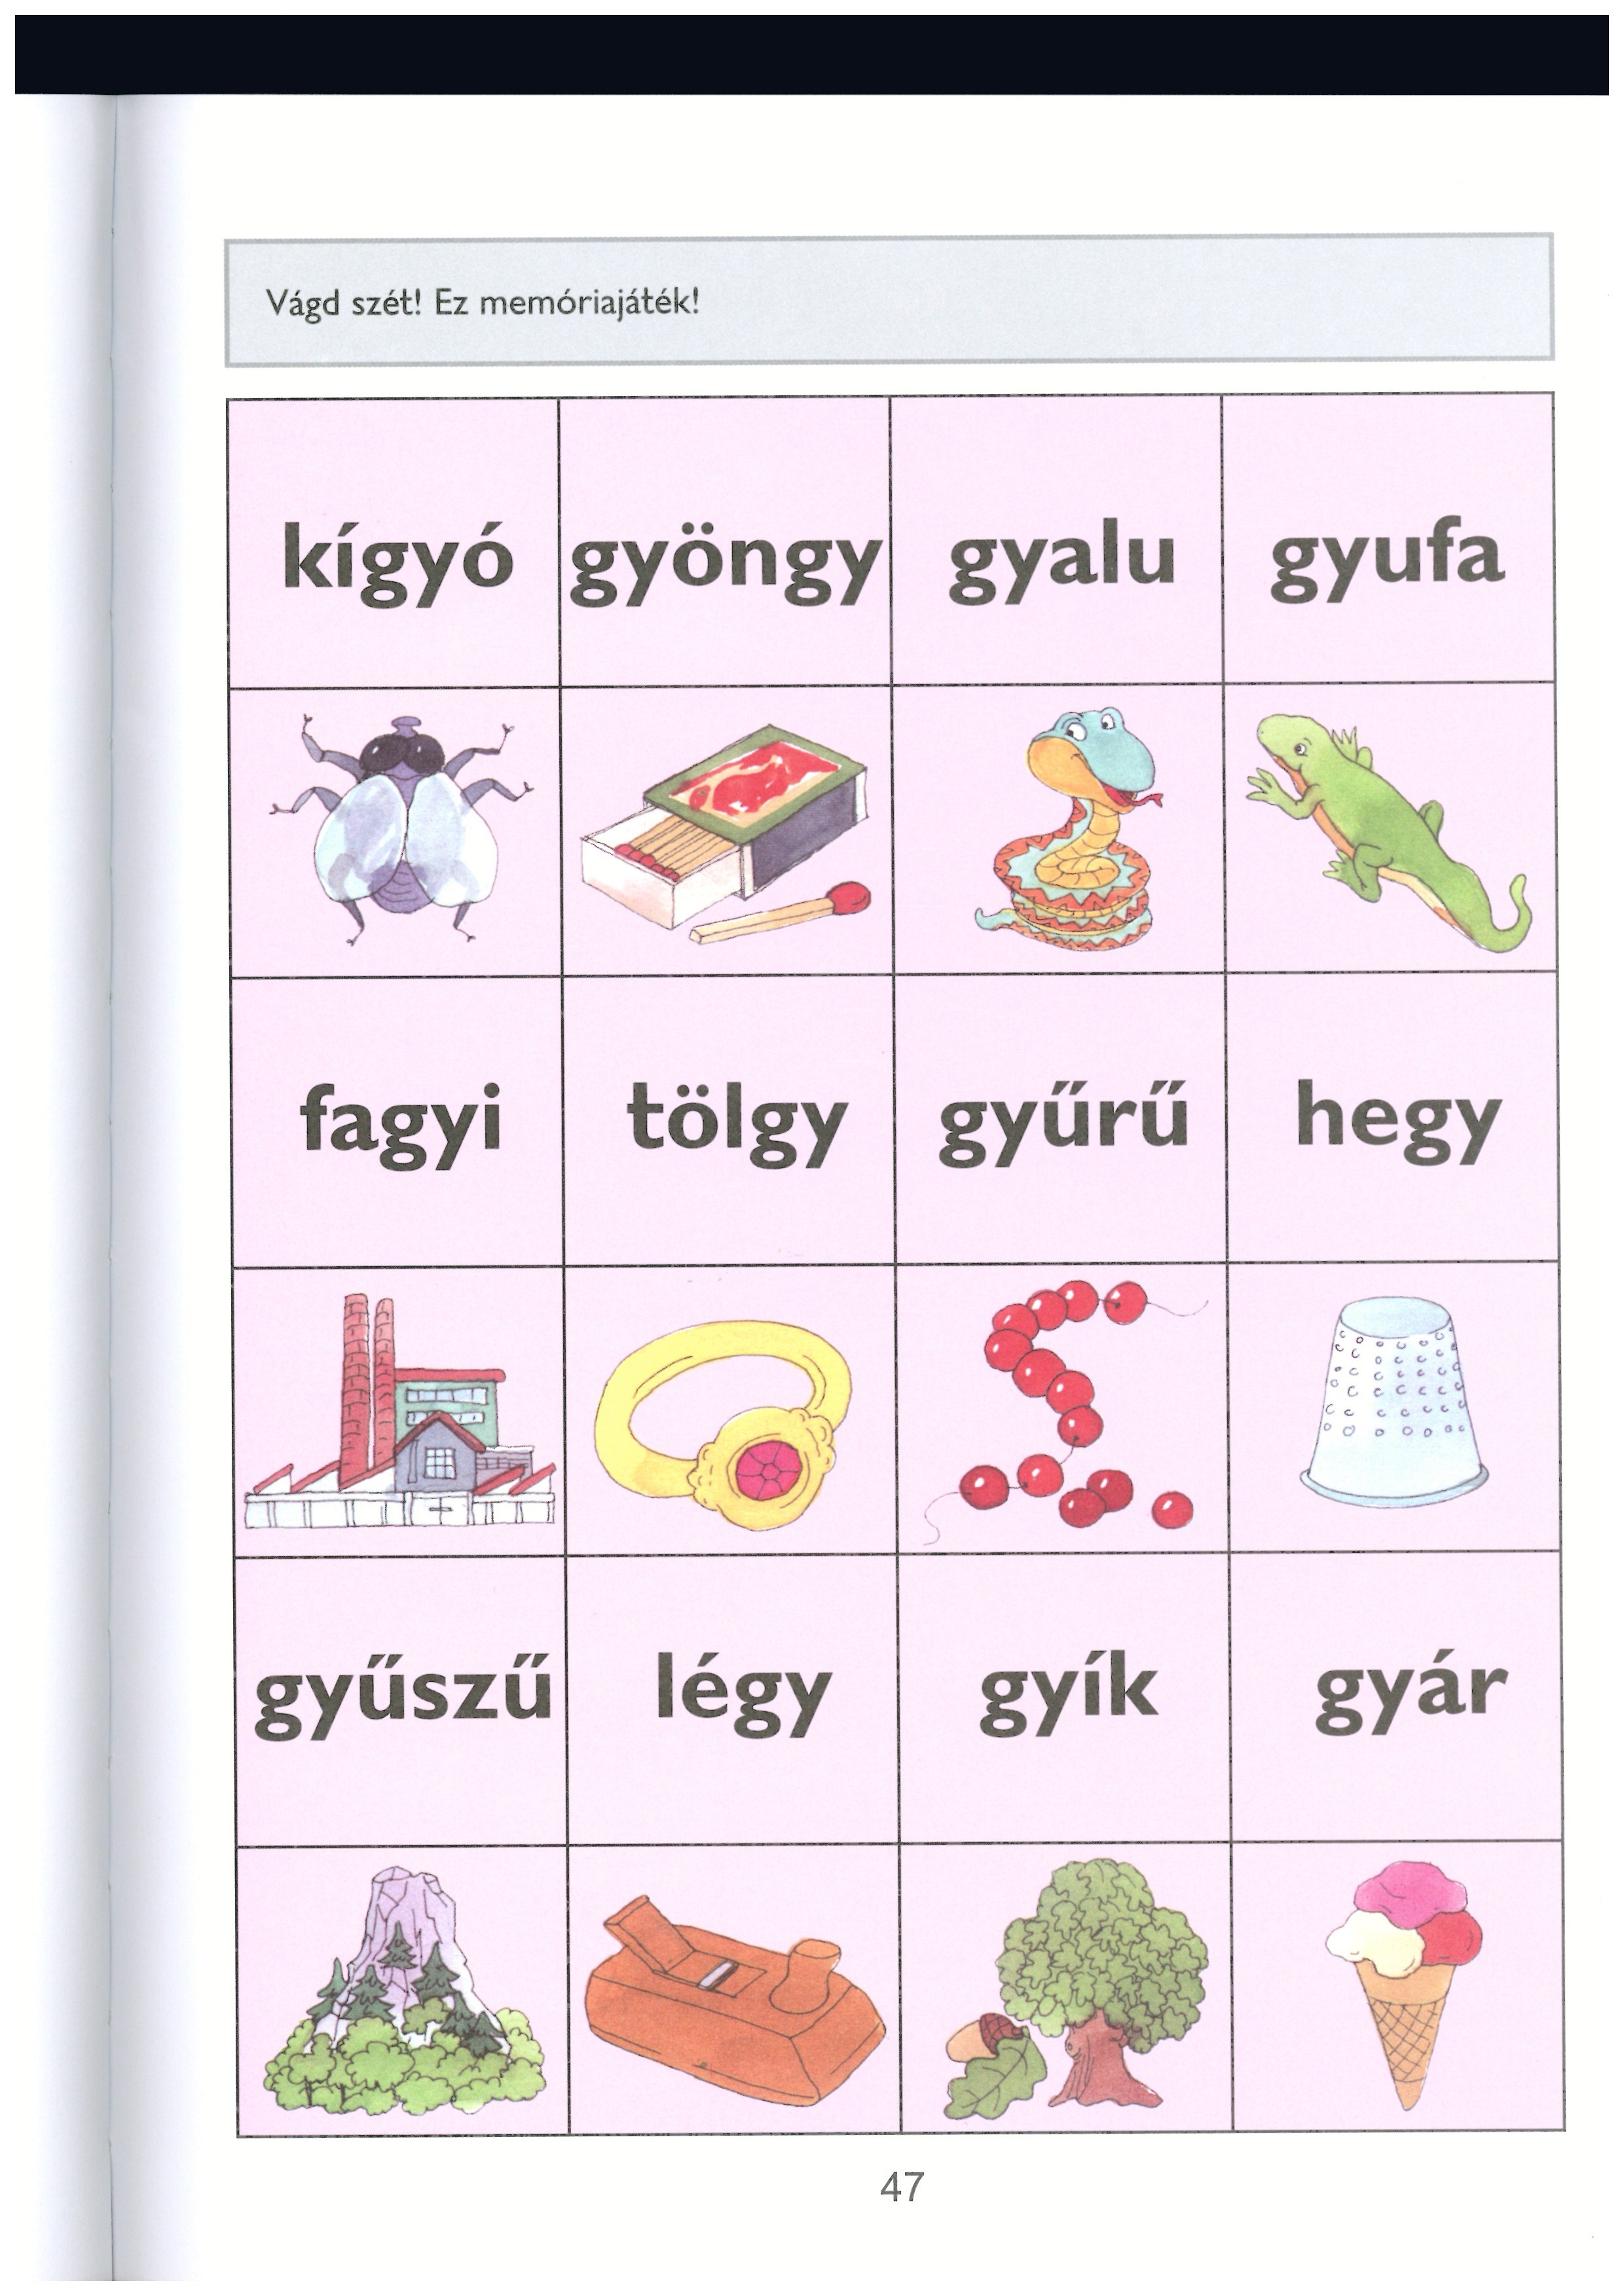 Vágd szét! Ez memóriajáték!
kígyó gyöngy gyalu gyufa
fagyi tölgy gyűrű hegy
gyűszű légy gyík gyár
47